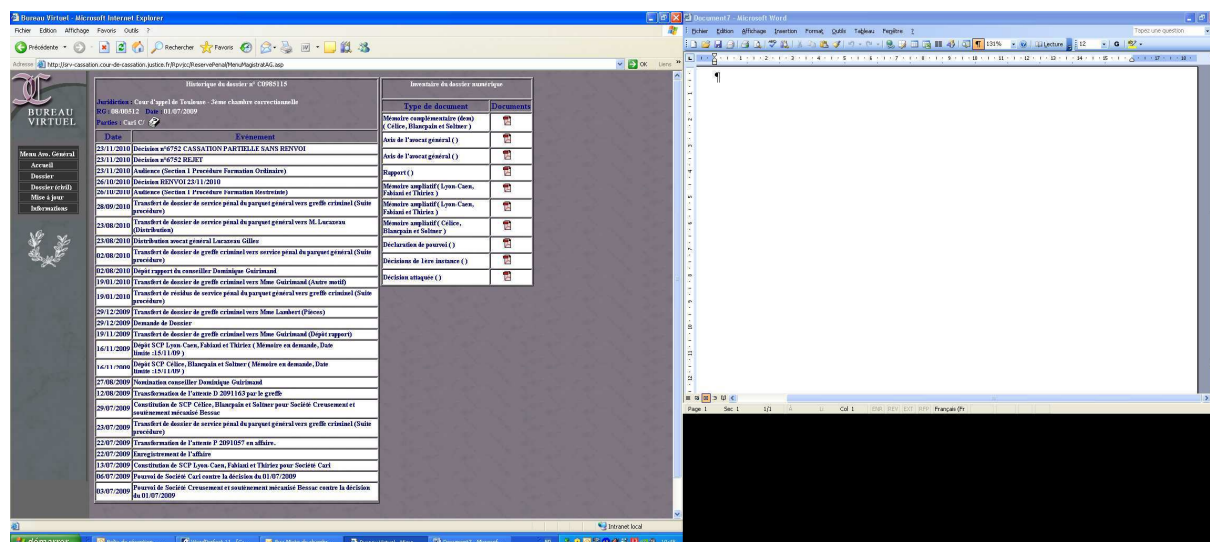 Bureau Virtuel - Microsoft Internet Explorer
Fichier Edition Affichage Favoris Outils ?
Précédente Rechercher Favoris
Adresse http://srv-cassation.cour-de-cassation.justice.fr/Rpvjcc/ReservePenal/MenuMagistratAG.asp OK Liens
BUREAU
VIRTUEL
Menu Avo. Général
Accueil
Dossier
Dossier (civil)
Mise à jour
Informations
Historique du dossier n° C0985115
Juridiction : Cour d'appel de Toulouse - 3ème chambre correctionnelle
RG : 08/00512 Date : 01/07/2009
Parties : Carl C/
Date Evénement
23/11/2010 Décision n°6752 CASSATION PARTIELLE SANS RENVOI
23/11/2010 Décision n°6752 REJET
23/11/2010 Audience (Section 1 Procédure Formation Ordinaire)
26/10/2010 Decision RENVOI 23/11/2010
26/10/2010 Audience (Section 1 Procédure Formation Restreinte)
28/09/2010 Transfert de dossier de service pénal du parquet général vers greffe criminel (Suite
procédure)
23/08/2010 Transfert de dossier de service pénal du parquet général vers M. Lucazeau
(Distribution)
23/08/2010 Distribution avocat général Lucazeau Gilles
02/08/2010 Transfert de dossier de greffe criminel vers service pénal du parquet général (Suite
procédure)
02/08/2010 Dépôt rapport du conseiller Dominique Guirimand
19/01/2010 Transfert de dossier de greffe criminel vers Mme Guirimand (Autre motif)
19/01/2010 Transfert de résidus de service pénal du parquet général vers greffe criminel (Suite
procédure)
29/12/2009 Transfert de dossier de greffe criminel vers Mme Lambert (Pièces)
29/12/2009 Demande de Dossier
19/11/2009 Transfert de dossier de greffe criminel vers Mme Guirimand (Dépôt rapport)
16/11/2009 Dépôt SCP Lyon-Caen, Fabiani et Thiriez ( Mémoire en demande, Date
limite :15/11/09 )
16/11/2009 Dépôt SCP Célice, Blancpain et Soltner ( Mémoire en demande, Date
limite :15/11/09 )
27/08/2009 Nomination conseiller Dominique Guirimand
12/08/2009 Transformation de l'attente D 2091163 par le greffe
29/07/2009 Constitution de SCP Célice, Blancpain et Soltner pour Société Creusement et
soutènement mécanisé Bessac
23/07/2009 Transfert de dossier de service pénal du parquet général vers greffe criminel (Suite
procédure)
22/07/2009 Transformation de l'attente P 2091057 en affaire.
22/07/2009 Enregistrement de l'affaire
13/07/2009 Constitution de SCP Lyon-Caen, Fabiani et Thiriez pour Société Carl
06/07/2009 Pourvoi de Société Carl contre la décision du 01/07/2009
03/07/2009 Pourvoi de Société Creusement et soutènement mécanisé Bessac contre la décision
du 01/07/2009
Inventaire du dossier numérique
Type de document Documents
Mémoire complémentaire (dem)
( Célice, Blancpain et Soltner )
Avis de l'avocat général ( )
Avis de l'avocat général ( )
Rapport ( )
Mémoire ampliatif ( Lyon-Caen,
Fabiani et Thiriez )
Mémoire ampliatif ( Lyon-Caen,
Fabiani et Thiriez )
Mémoire ampliatif ( Célice,
Blancpain et Soltner )
Déclaration de pourvoi ( )
Décisions de 1ère instance ( )
Décision attaquée ( )
Intranet local
démarrer
Document7 - Microsoft Word
Fichier Edition Affichage Insertion Format Outils Tableau Fenêtre ? Tapez une question
131% Lecture 12 G
¶
Page 1 Sec 1 1/1 Col 1 ENR REV EXT RFP Français (Fr